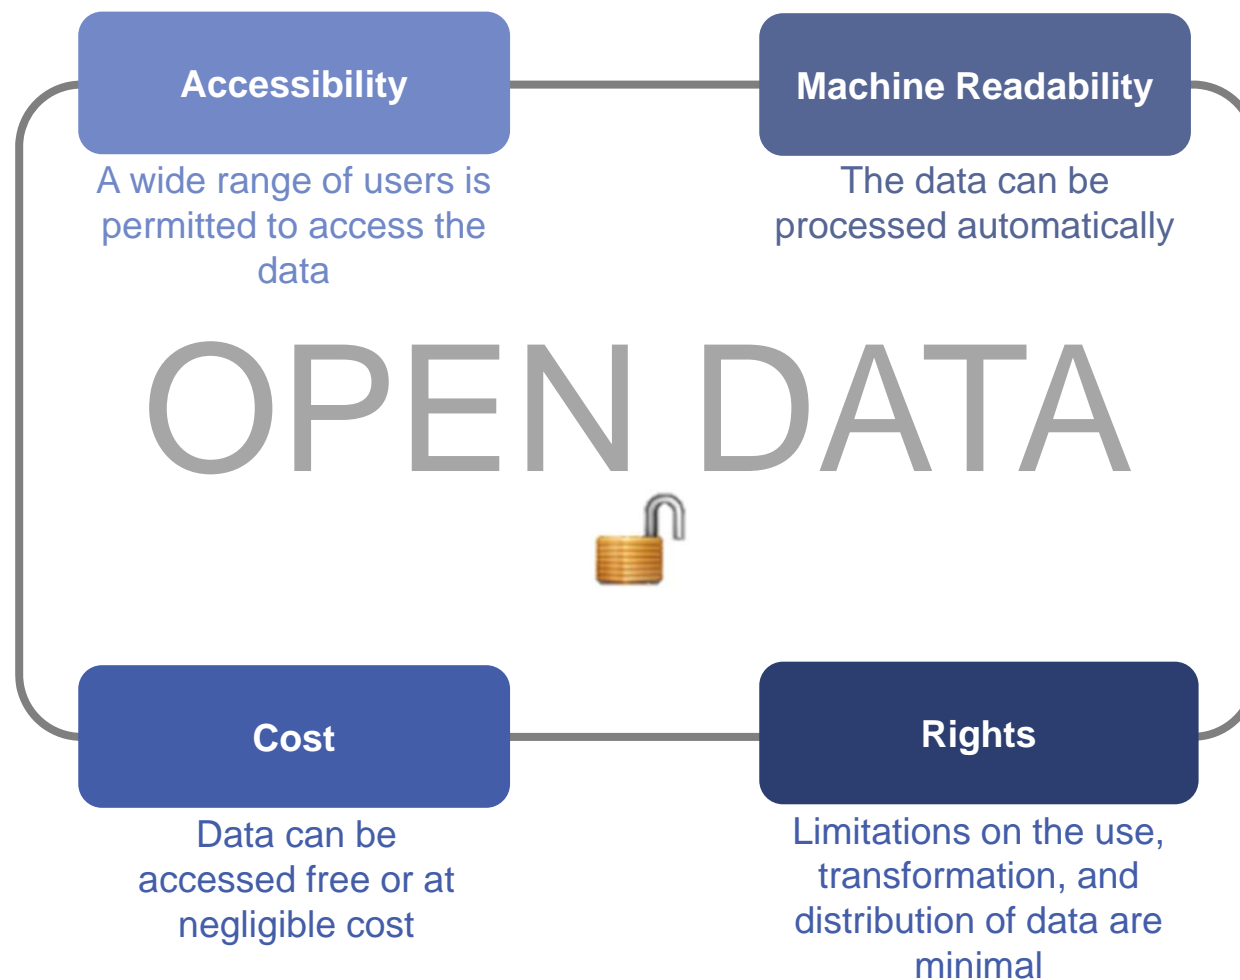 Accessibility
A wide range of users is
permitted to access the
data
Machine Readability
The data can be
processed automatically
OPEN DATA
Cost
Data can be
accessed free or at
negligible cost
Rights
Limitations on the use,
transformation, and
distribution of data are
minimal